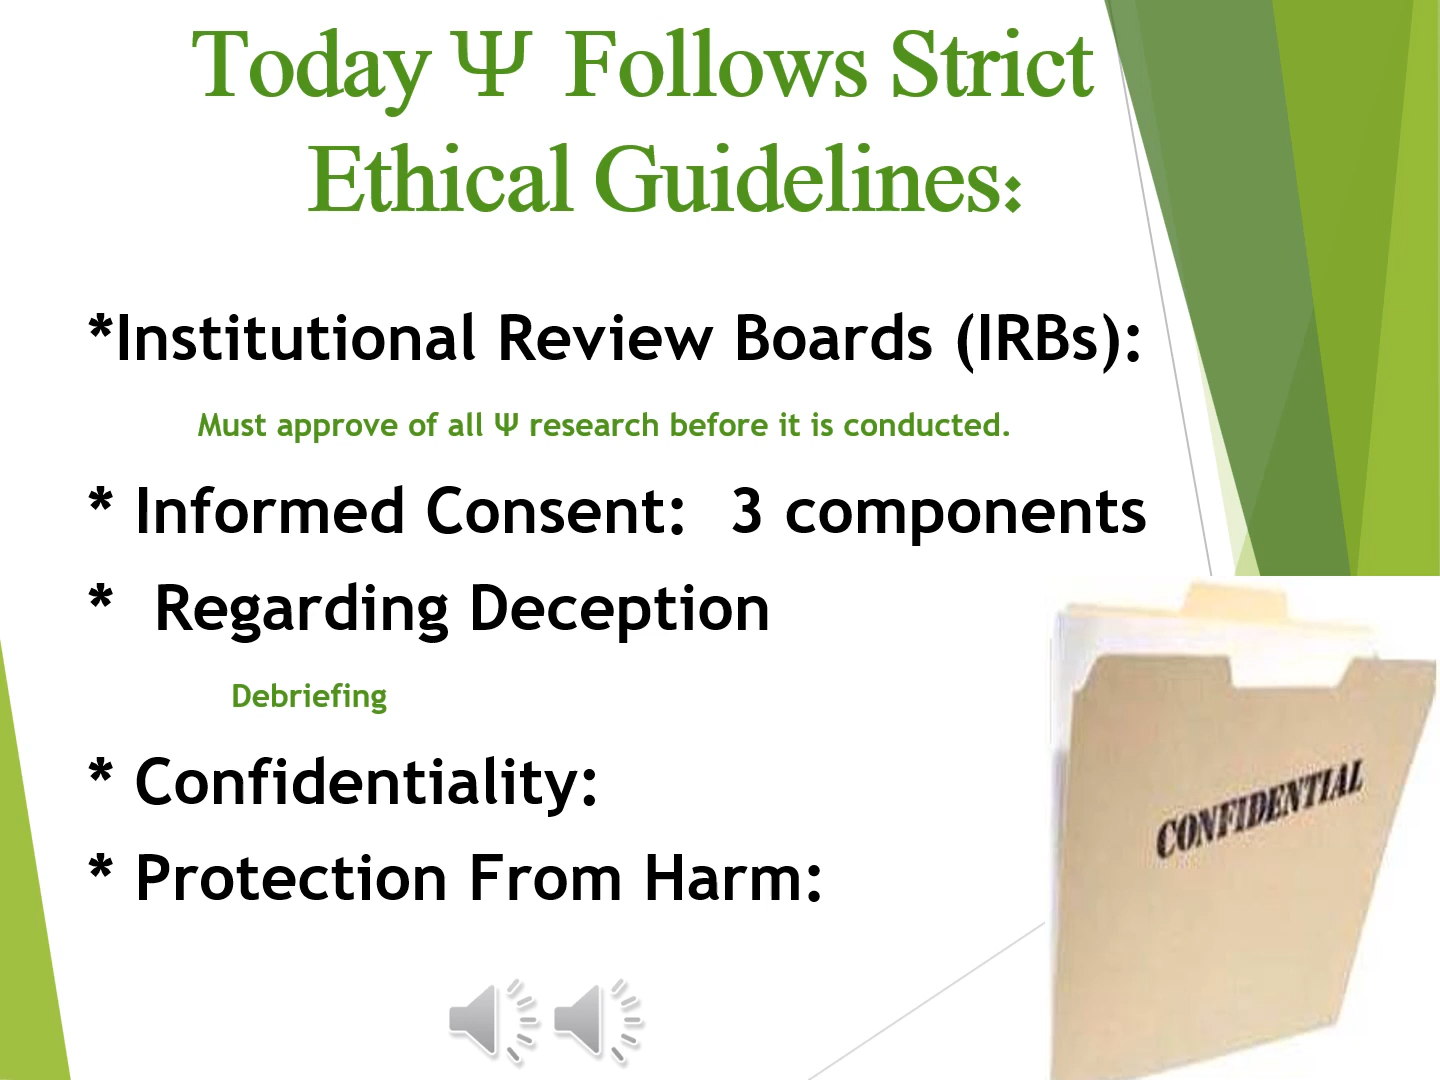 Today Ψ Follows Strict
Ethical Guidelines:
*Institutional Review Boards (IRBs):
Must approve of all Ψ research before it is conducted.
* Informed Consent:  3 components
*  Regarding Deception
Debriefing
* Confidentiality:
* Protection From Harm:
CONFIDENTIAL